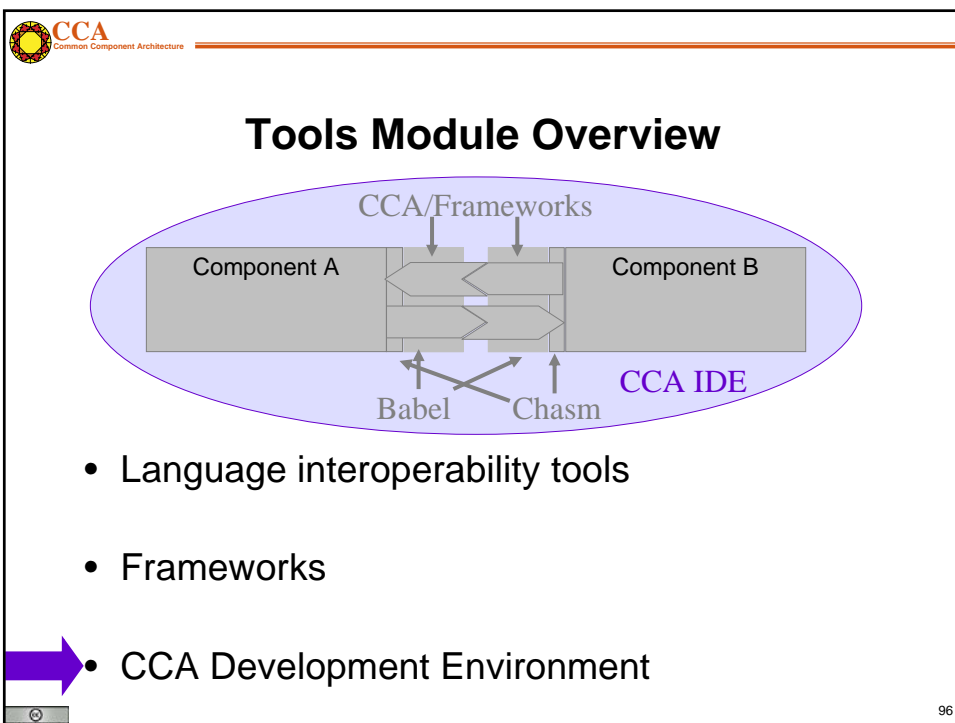 CCA
Common Component Architecture
Tools Module Overview
CCA/Frameworks
Component A
Component B
CCA IDE
Babel
Chasm
• Language interoperability tools
• Frameworks
• CCA Development Environment
cc
96